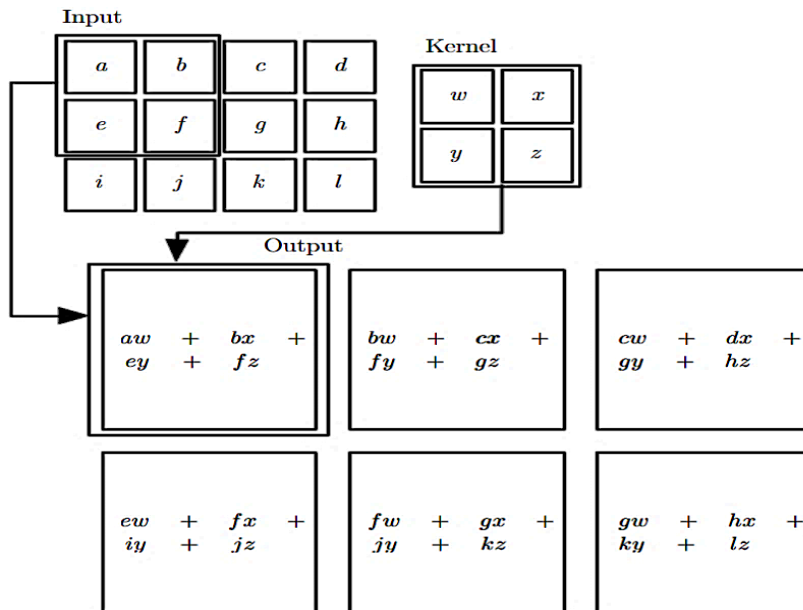 Input
Kernel
a b c d
w x
e f g h
y z
i j k l
Output
aw + bx +
ey + fz
bw + cx +
fy + gz
cw + dx +
gy + hz
ew + fx +
iy + jz
fw + gx +
jy + kz
gw + hx +
ky + lz